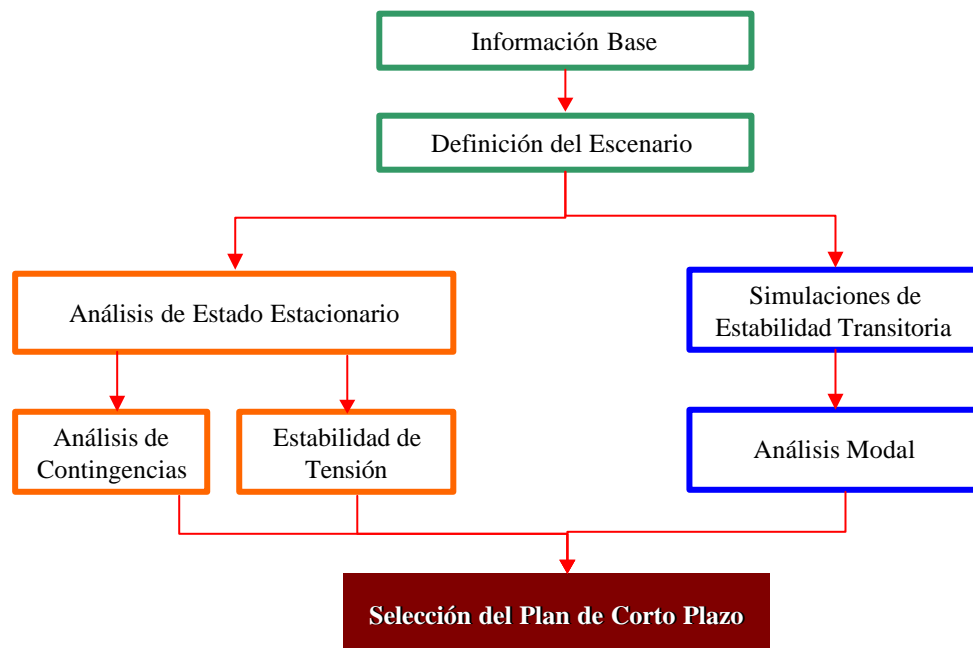 Información Base
Definición del Escenario
Análisis de Estado Estacionario
Simulaciones de
Estabilidad Transitoria
Análisis de
Contingencias
Estabilidad de
Tensión
Análisis Modal
Selección del Plan de Corto Plazo